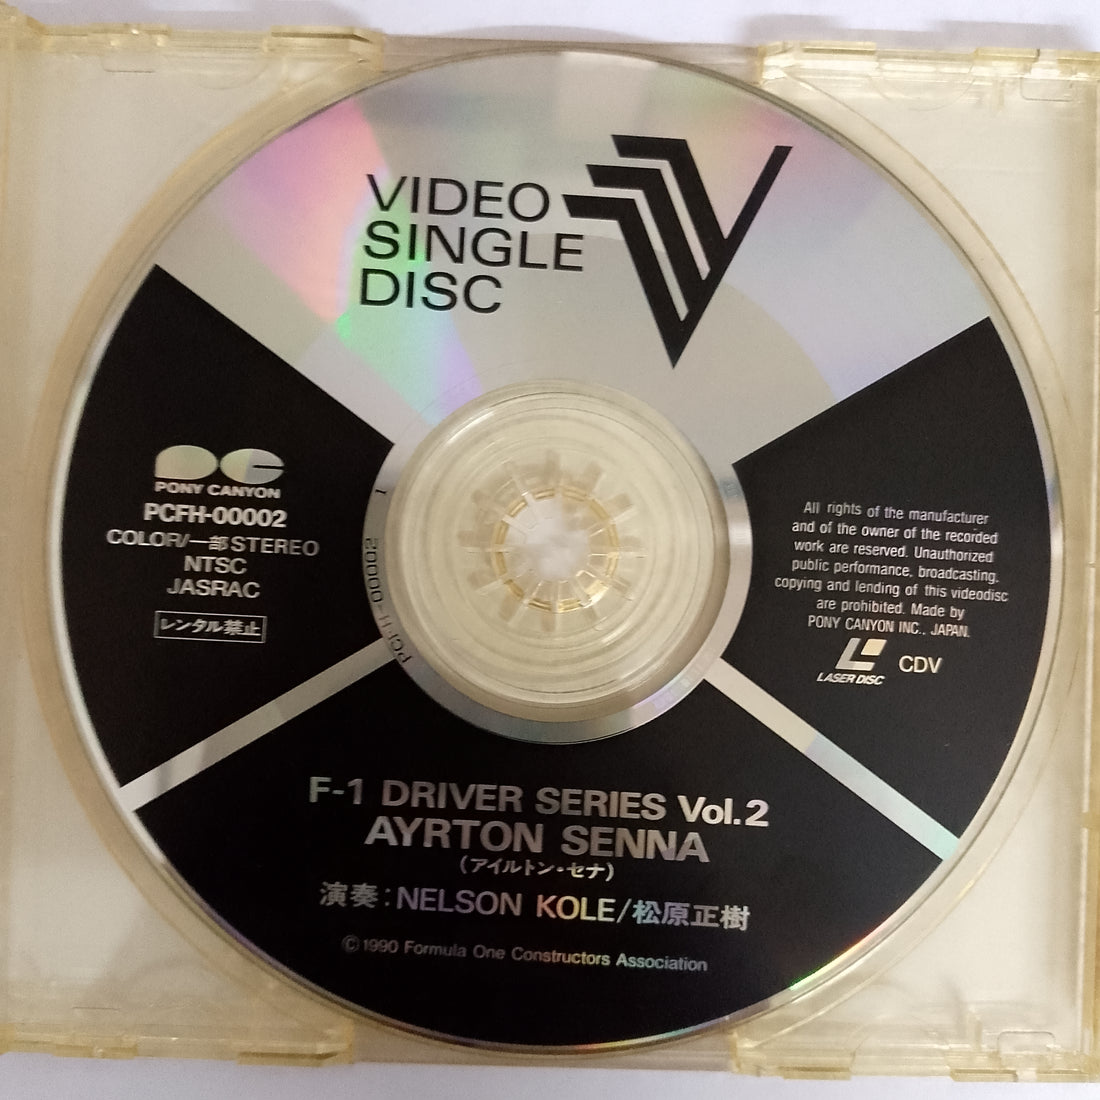 VIDEO
SINGLE
DISC
PONY CANYON
PCFH-00002
COLOR/一部STEREO
NTSC
JASRAC
レンタル禁止
PCFH-00002 1
All rights of the manufacturer
and of the owner of the recorded
work are reserved. Unauthorized
public performance, broadcasting.
copying and lending of this videodisc
are prohibited. Made by
PONY CANYON INC., JAPAN.
LASER DISC
CDV
F-1 DRIVER SERIES Vol.2
AYRTON SENNA
(アイルトン・セナ)
演奏:NELSON KOLE/松原正樹
©1990 Formula One Constructors Association